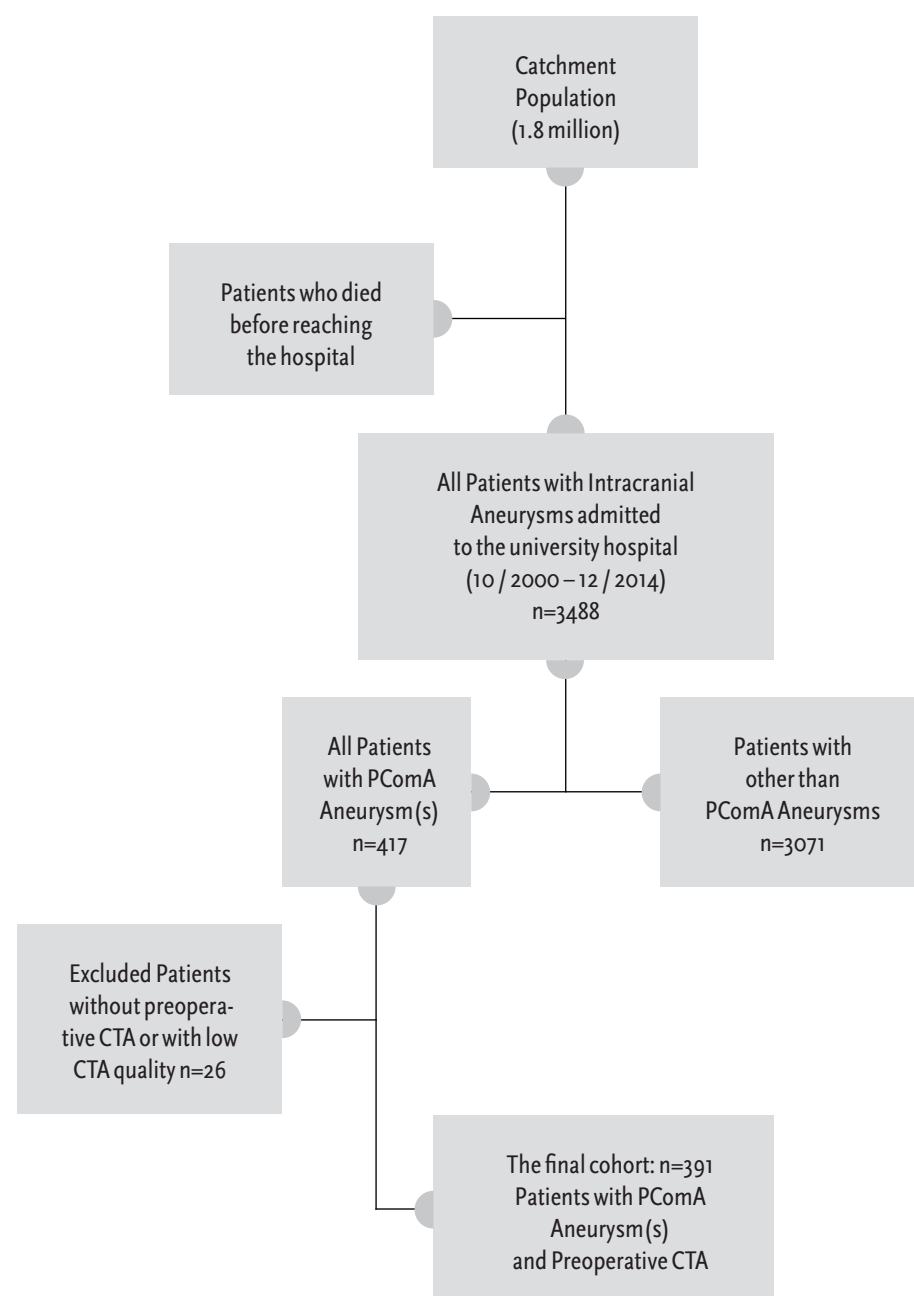 Catchment
Population
(1.8 million)
Patients who died
before reaching
the hospital
All Patients with Intracranial
Aneurysms admitted
to the university hospital
(10 / 2000 – 12 / 2014)
n=3488
All Patients
with PComA
Aneurysm(s)
n=417
Patients with
other than
PComA Aneurysms
n=3071
Excluded Patients
without preopera-
tive CTA or with low
CTA quality n=26
The final cohort: n=391
Patients with PComA
Aneurysm(s)
and Preoperative CTA